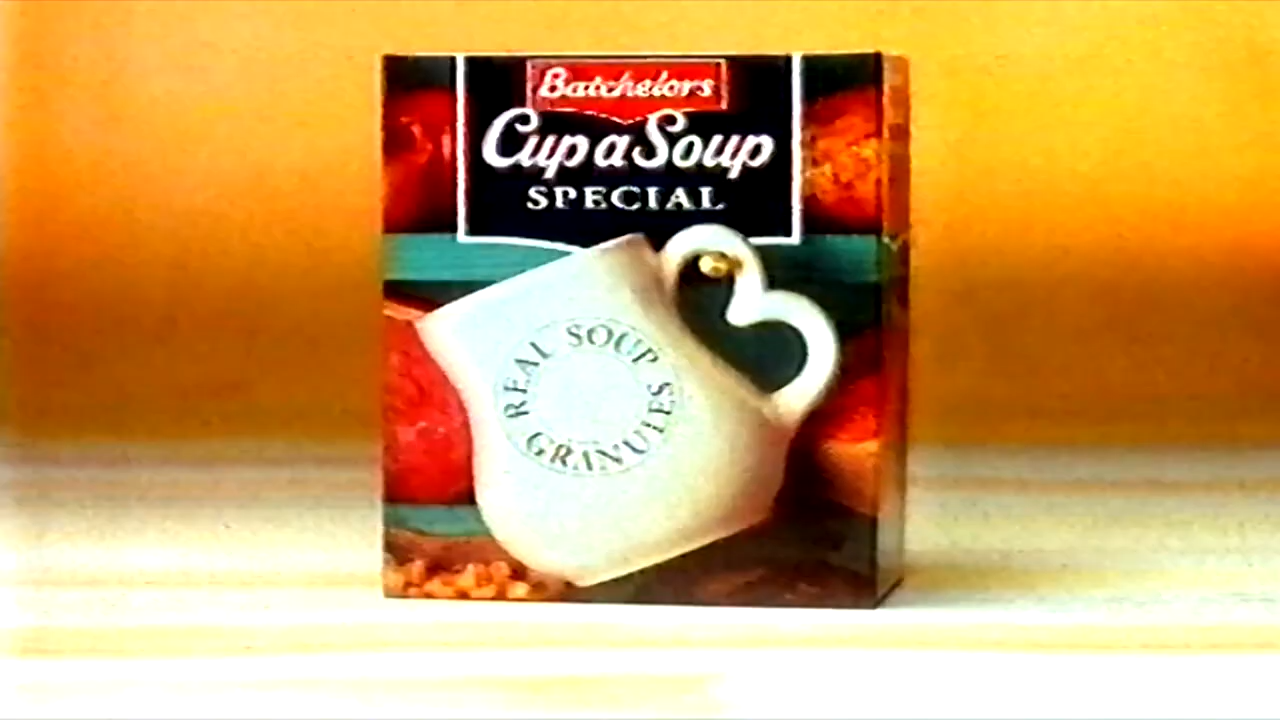 Batchelors
Cup a Soup
SPECIAL
REAL SOUP
GRANULES